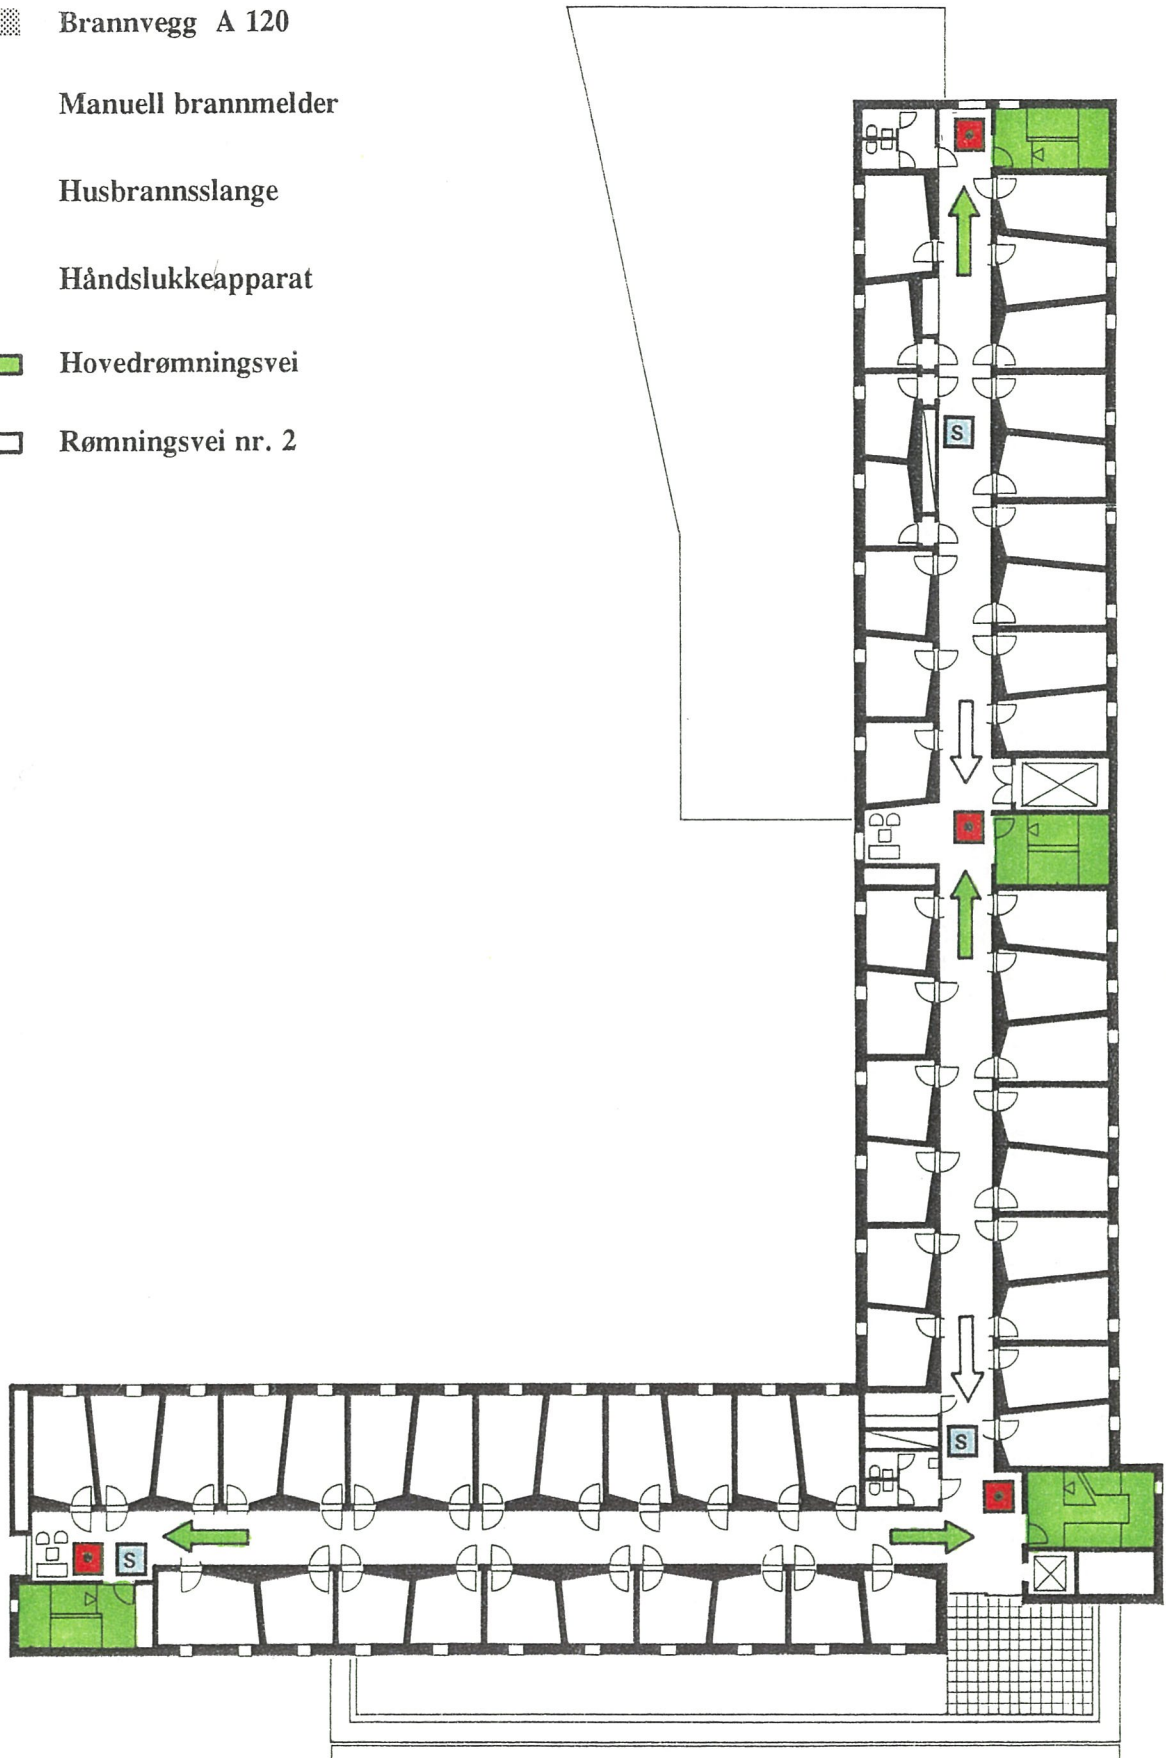 Brannvegg A 120
Manuell brannmelder
Husbrannsslange
Håndslukkeapparat
Hovedrømningsvei
Rømningsvei nr. 2
S
S
S